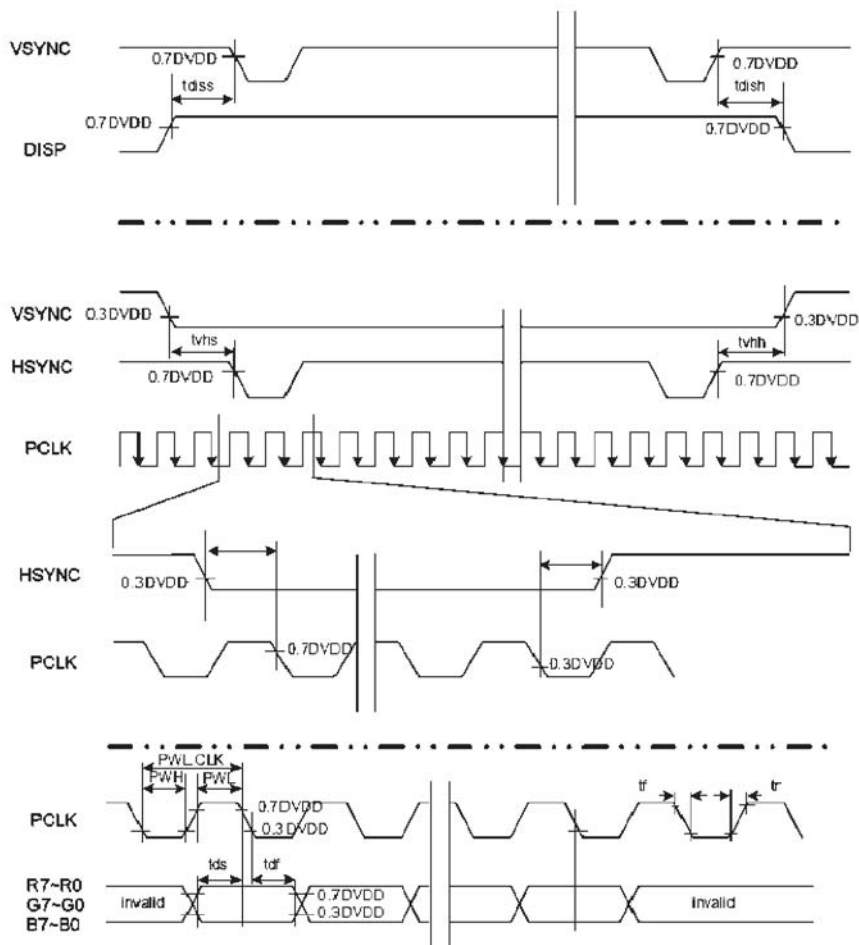 VSYNC
0.7DVDD
0.7DVDD
tdiss
tdish
0.7DVDD
0.7DVDD
DISP
VSYNC
0.3DVDD
0.3DVDD
tvhs
tvhh
HSYNC
0.7DVDD
0.7DVDD
PCLK
HSYNC
0.3DVDD
0.3DVDD
0.7DVDD
PCLK
0.3DVDD
PWL CLK
PWH
PWL
tf
tr
PCLK
0.7DVDD
0.3DVDD
tds
tdf
R7~R0
G7~G0
B7~B0
invalid
0.7DVDD
0.3DVDD
invalid